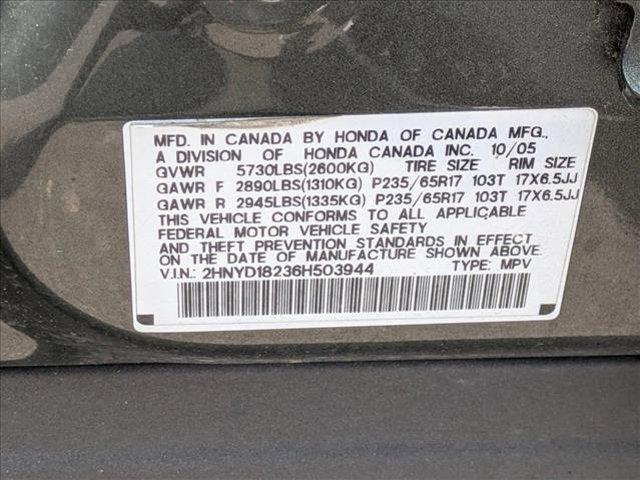 MFD. IN CANADA BY HONDA OF CANADA MFG.,
A DIVISION OF HONDA CANADA INC. 10/05
GVWR 5730LBS(2600KG) TIRE SIZE RIM SIZE
GAWR F 2890LBS(1310KG) P235/65R17 103T 17X6.5JJ
GAWR R 2945LBS(1335KG) P235/65R17 103T 17X6.5JJ
THIS VEHICLE CONFORMS TO ALL APPLICABLE
FEDERAL MOTOR VEHICLE SAFETY
AND THEFT PREVENTION STANDARDS IN EFFECT
ON THE DATE OF MANUFACTURE SHOWN ABOVE.
V.I.N.: 2HNYD18236H503944 TYPE: MPV